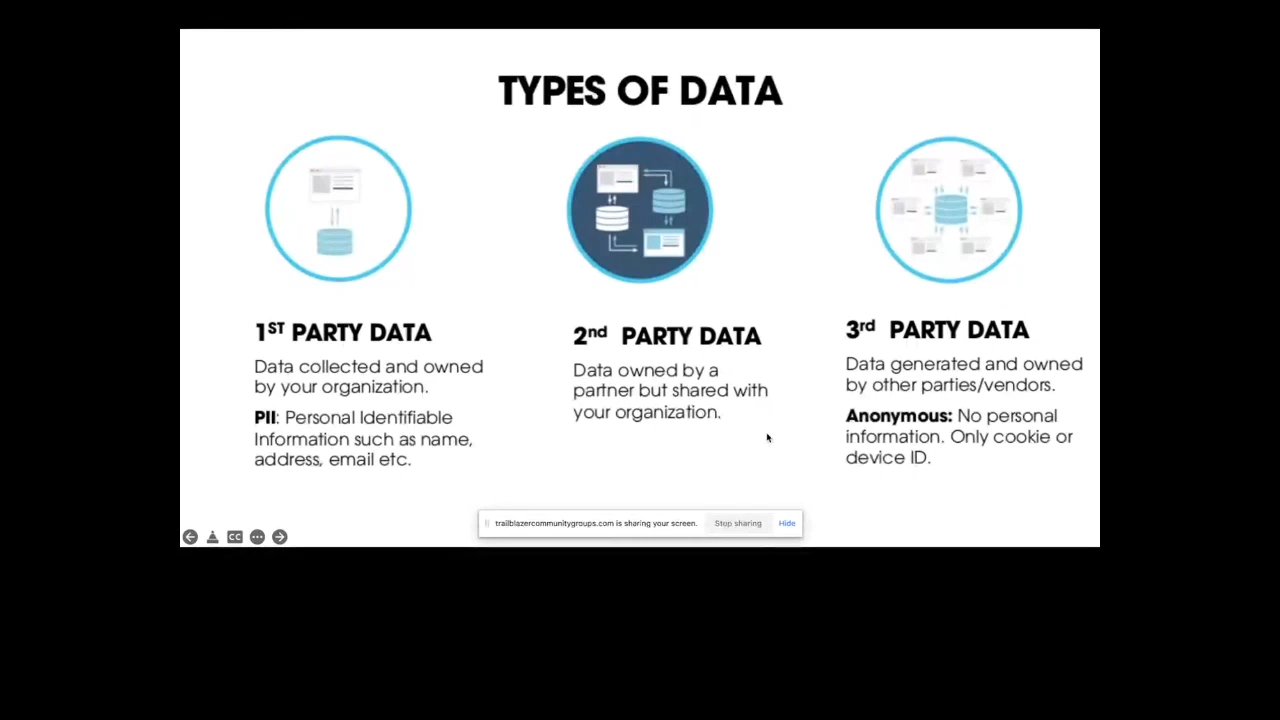 TYPES OF DATA
1ST PARTY DATA
Data collected and owned
by your organization.
PII: Personal Identifiable
Information such as name,
address, email etc.
2nd PARTY DATA
Data owned by a
partner but shared with
your organization.
3rd PARTY DATA
Data generated and owned
by other parties/vendors.
Anonymous: No personal
information. Only cookie or
device ID.
trailblazercommunitygroups.com is sharing your screen. Stop sharing Hide
CC